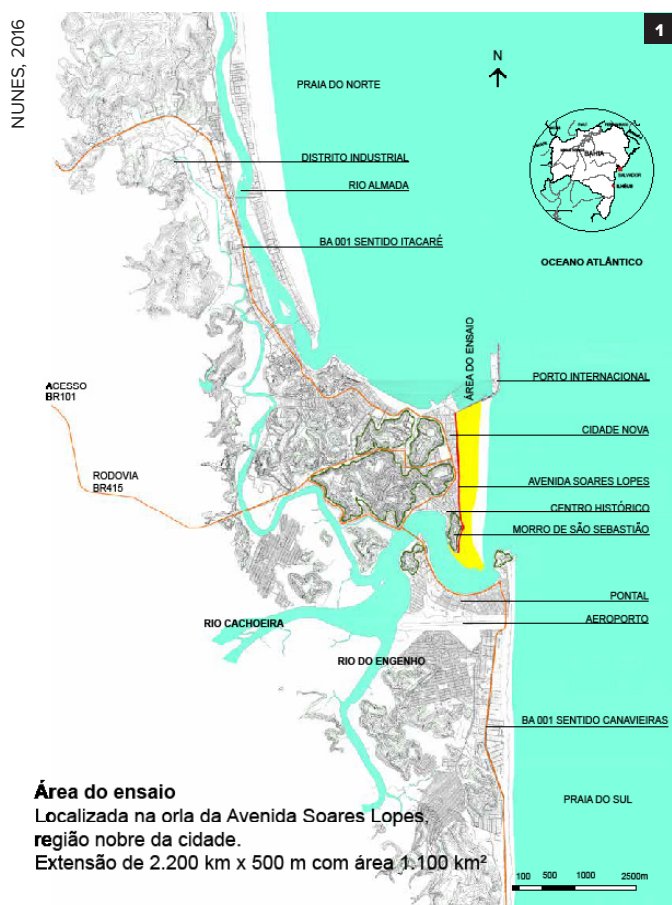 NUNES, 2016
1
N
PRAIA DO NORTE
DISTRITO INDUSTRIAL
RIO ALMADA
BAHIA
SALVADOR
ILHÉUS
BA 001 SENTIDO ITACARÉ
OCEANO ATLÂNTICO
ÁREA DO ENSAIO
PORTO INTERNACIONAL
ACESSO
BR101
CIDADE NOVA
RODOVIA
BR415
AVENIDA SOARES LOPES
CENTRO HISTÓRICO
MORRO DE SÃO SEBASTIÃO
PONTAL
RIO CACHOEIRA
AEROPORTO
RIO DO ENGENHO
BA 001 SENTIDO CANAVIEIRAS
PRAIA DO SUL
Área do ensaio
Localizada na orla da Avenida Soares Lopes,
região nobre da cidade.
Extensão de 2.200 km x 500 m com área 1.100 km²
100 500 1000 2500m